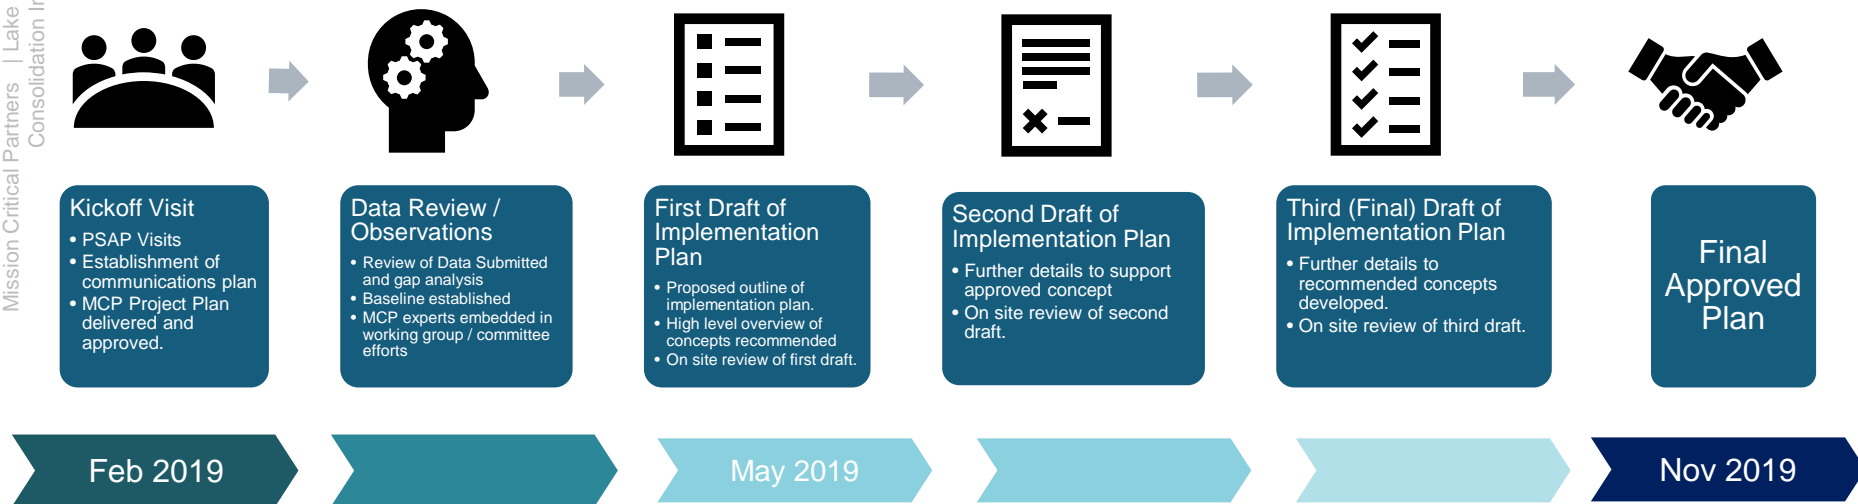 Mission Critical Partners | Lake
Consolidation
Kickoff Visit
• PSAP Visits
• Establishment of
communications plan
• MCP Project Plan
delivered and
approved.
Data Review /
Observations
• Review of Data Submitted
and gap analysis
• Baseline established
• MCP experts embedded in
working group / committee
efforts
First Draft of
Implementation
Plan
• Proposed outline of
implementation plan.
• High level overview of
concepts recommended
• On site review of first draft.
Second Draft of
Implementation Plan
• Further details to support
approved concept
• On site review of second
draft.
Third (Final) Draft of
Implementation Plan
• Further details to
recommended concepts
developed.
• On site review of third draft.
Final
Approved
Plan
Feb 2019
May 2019
Nov 2019